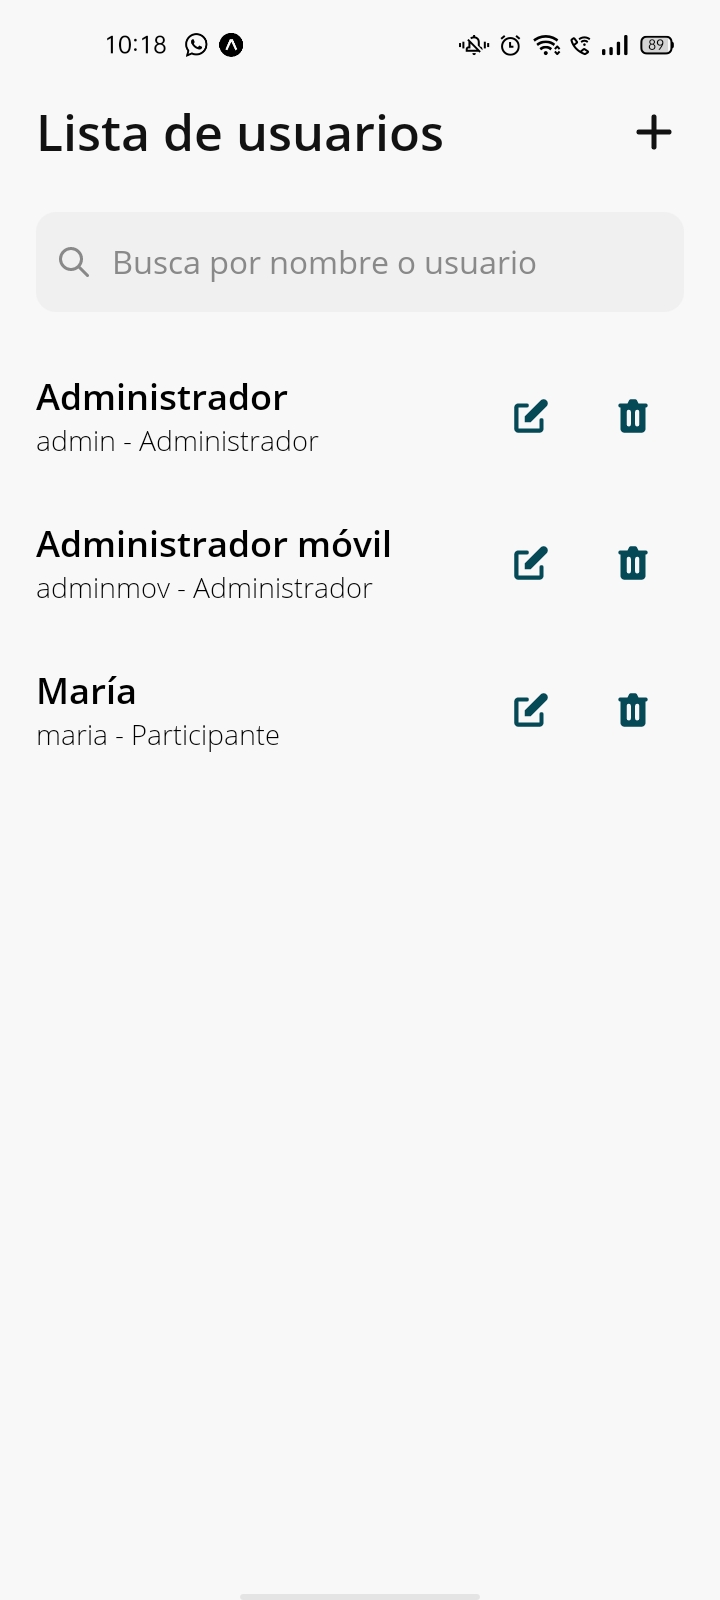 10:18
89
Lista de usuarios
Busca por nombre o usuario
Administrador
admin - Administrador
Administrador móvil
adminmov - Administrador
María
maria - Participante